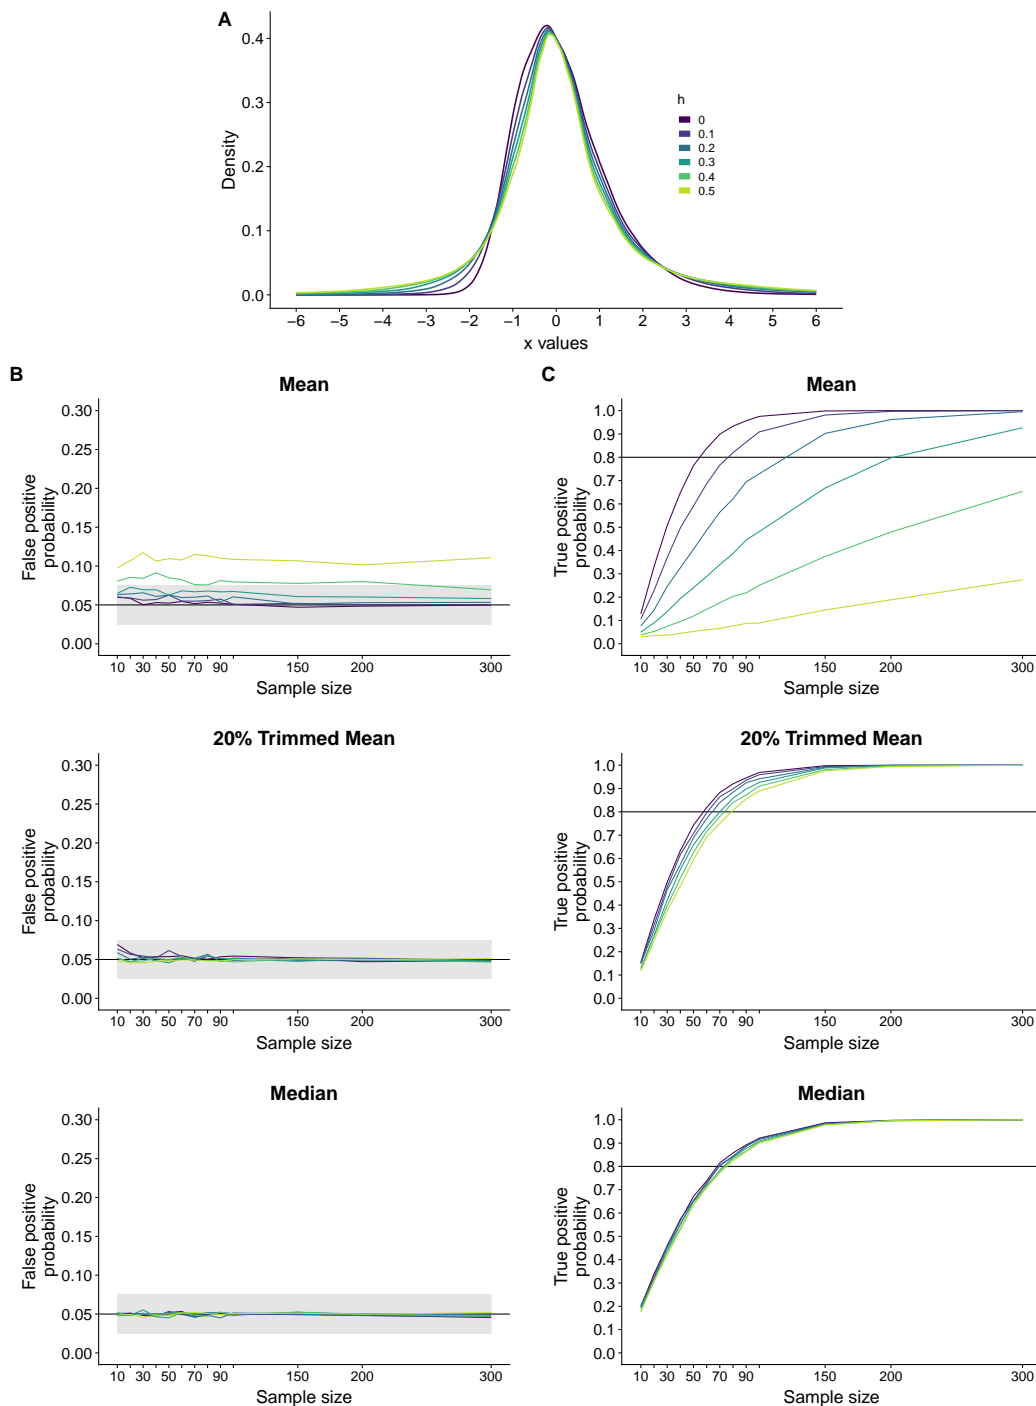 A
Density
0.4
0.3
0.2
0.1
0.0
−6 −5 −4 −3 −2 −1 0 1 2 3 4 5 6
x values
h
0
0.1
0.2
0.3
0.4
0.5
B
Mean
False positive
probability
0.30
0.25
0.20
0.15
0.10
0.05
0.00
10 30 50 70 90 150 200 300
Sample size
C
Mean
True positive
probability
1.0
0.9
0.8
0.7
0.6
0.5
0.4
0.3
0.2
0.1
0.0
10 30 50 70 90 150 200 300
Sample size
20% Trimmed Mean
False positive
probability
0.30
0.25
0.20
0.15
0.10
0.05
0.00
10 30 50 70 90 150 200 300
Sample size
20% Trimmed Mean
True positive
probability
1.0
0.9
0.8
0.7
0.6
0.5
0.4
0.3
0.2
0.1
0.0
10 30 50 70 90 150 200 300
Sample size
Median
False positive
probability
0.30
0.25
0.20
0.15
0.10
0.05
0.00
10 30 50 70 90 150 200 300
Sample size
Median
True positive
probability
1.0
0.9
0.8
0.7
0.6
0.5
0.4
0.3
0.2
0.1
0.0
10 30 50 70 90 150 200 300
Sample size